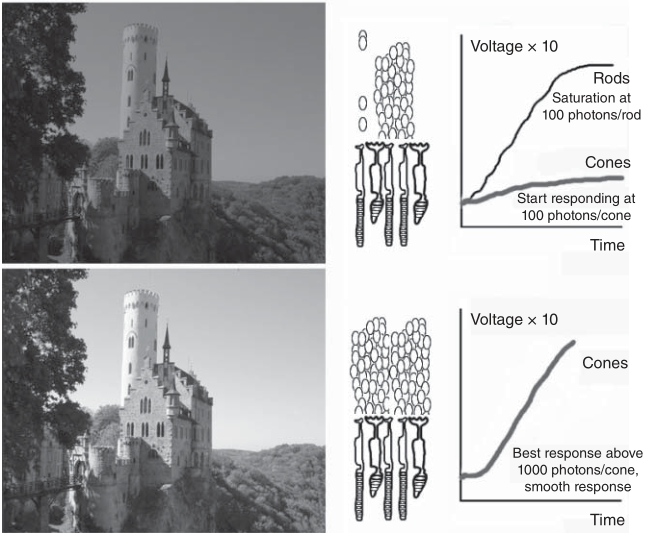 Voltage × 10
Rods
Saturation at
100 photons/rod
Cones
Start responding at
100 photons/cone
Time
Voltage × 10
Cones
Best response above
1000 photons/cone,
smooth response
Time